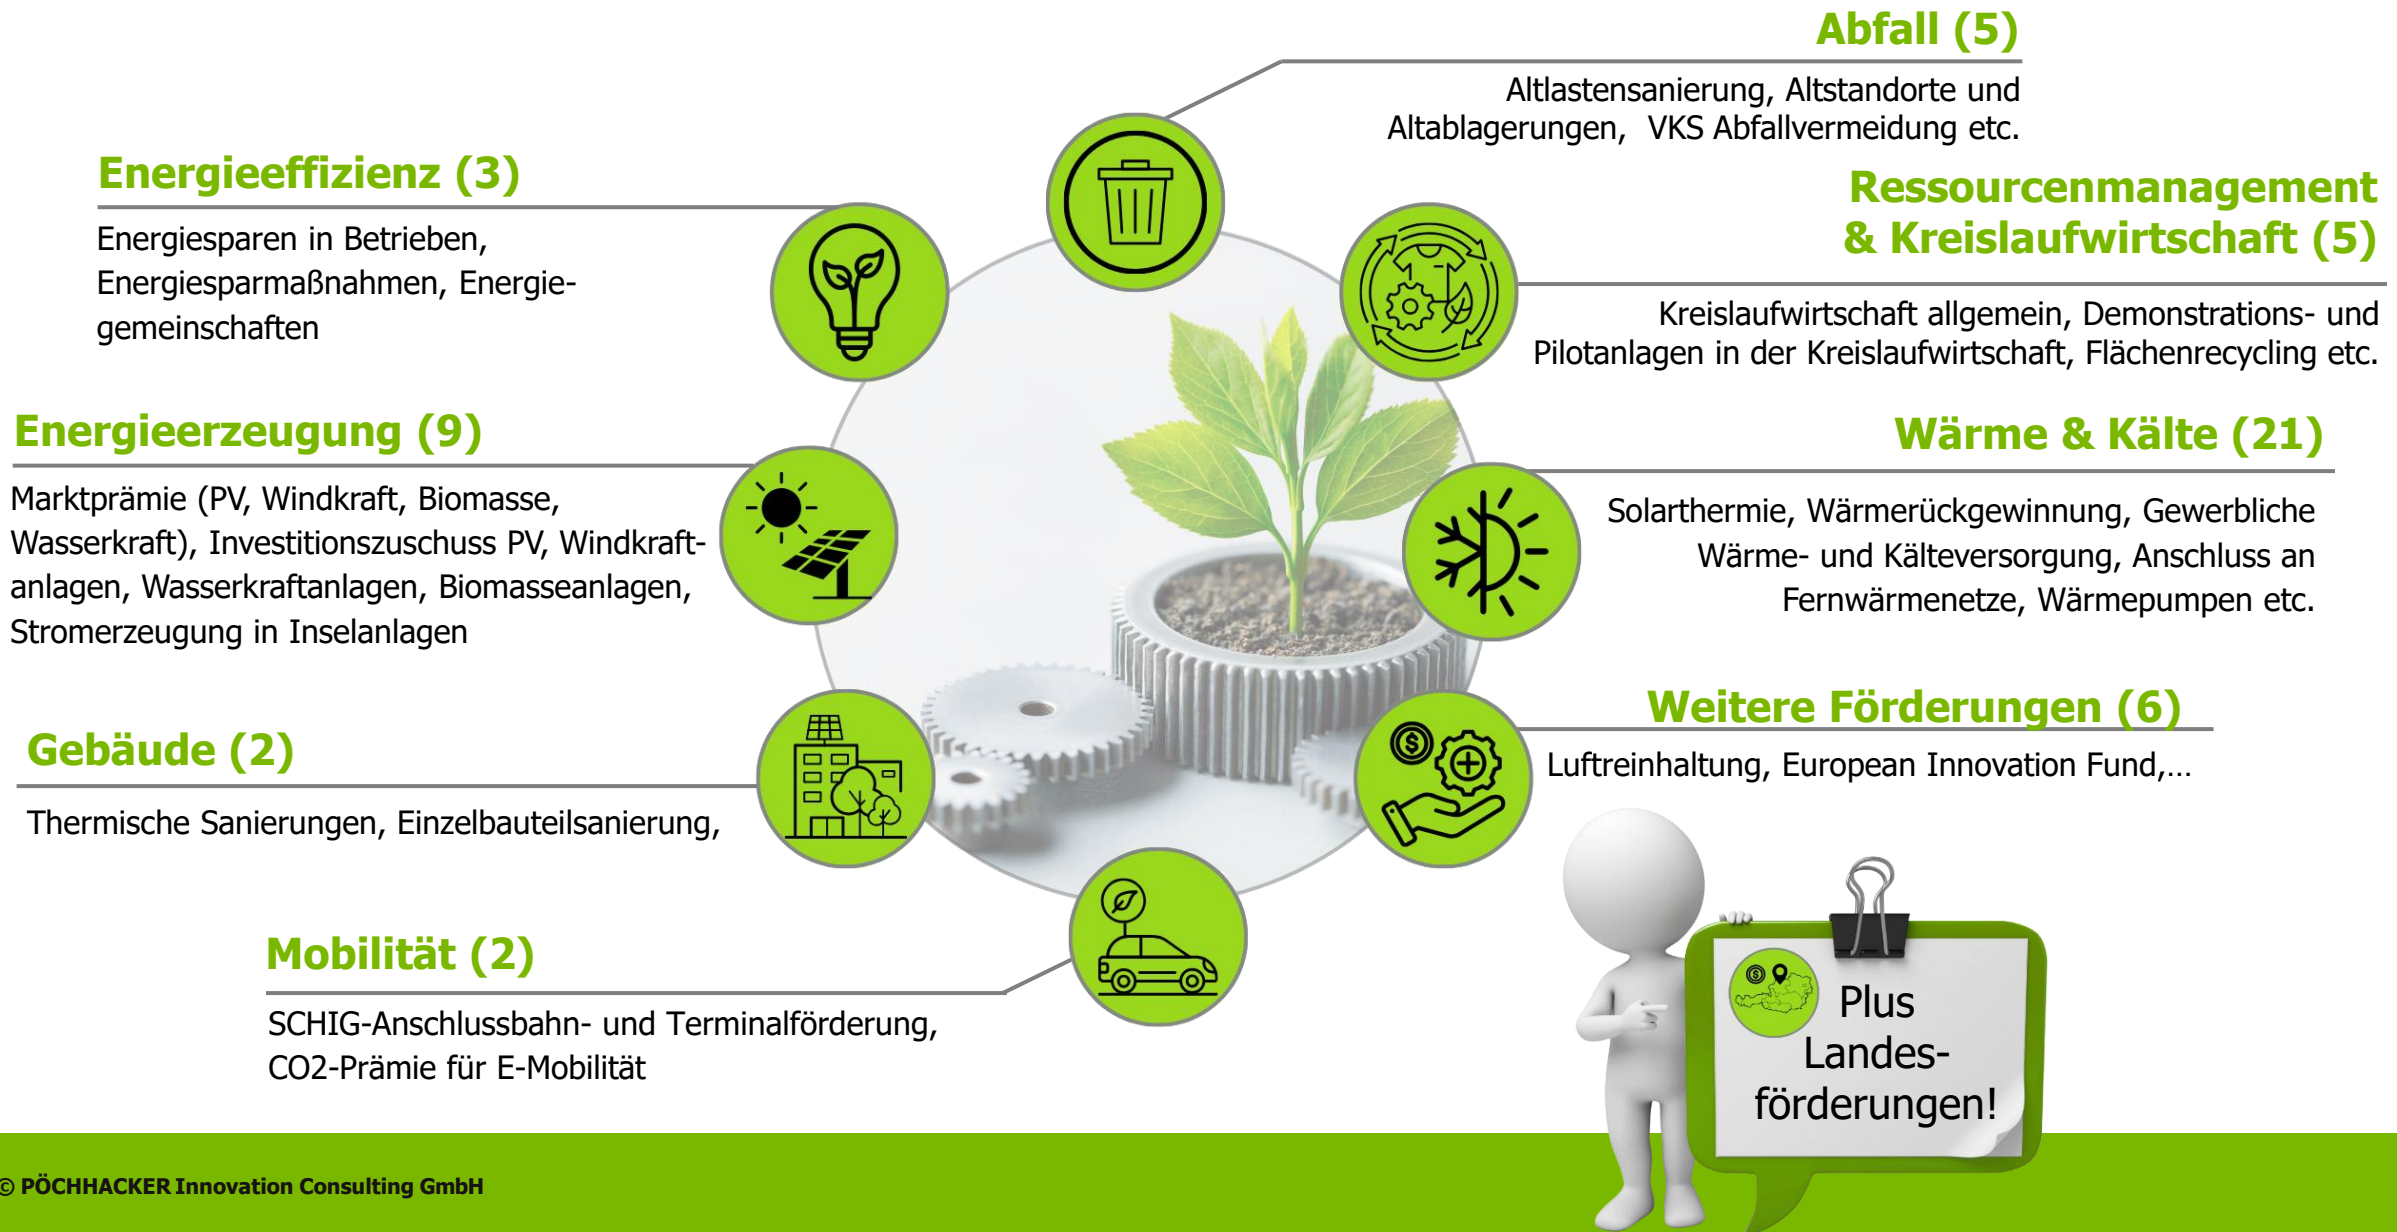 Abfall (5)
Altlastensanierung, Altstandorte und
Altablagerungen, VKS Abfallvermeidung etc.
Energieeffizienz (3)
Energiesparen in Betrieben,
Energiesparmaßnahmen, Energie-
gemeinschaften
Ressourcenmanagement
& Kreislaufwirtschaft (5)
Kreislaufwirtschaft allgemein, Demonstrations- und
Pilotanlagen in der Kreislaufwirtschaft, Flächenrecycling etc.
Energieerzeugung (9)
Marktprämie (PV, Windkraft, Biomasse,
Wasserkraft), Investitionszuschuss PV, Windkraft-
anlagen, Wasserkraftanlagen, Biomasseanlagen,
Stromerzeugung in Inselanlagen
Wärme & Kälte (21)
Solarthermie, Wärmerückgewinnung, Gewerbliche
Wärme- und Kälteversorgung, Anschluss an
Fernwärmenetze, Wärmepumpen etc.
Gebäude (2)
Thermische Sanierungen, Einzelbauteilsanierung,
Weitere Förderungen (6)
Luftreinhaltung, European Innovation Fund,...
Mobilität (2)
SCHIG-Anschlussbahn- und Terminalförderung,
CO2-Prämie für E-Mobilität
Plus
Landes-
förderungen!
© PÖCHHACKER Innovation Consulting GmbH